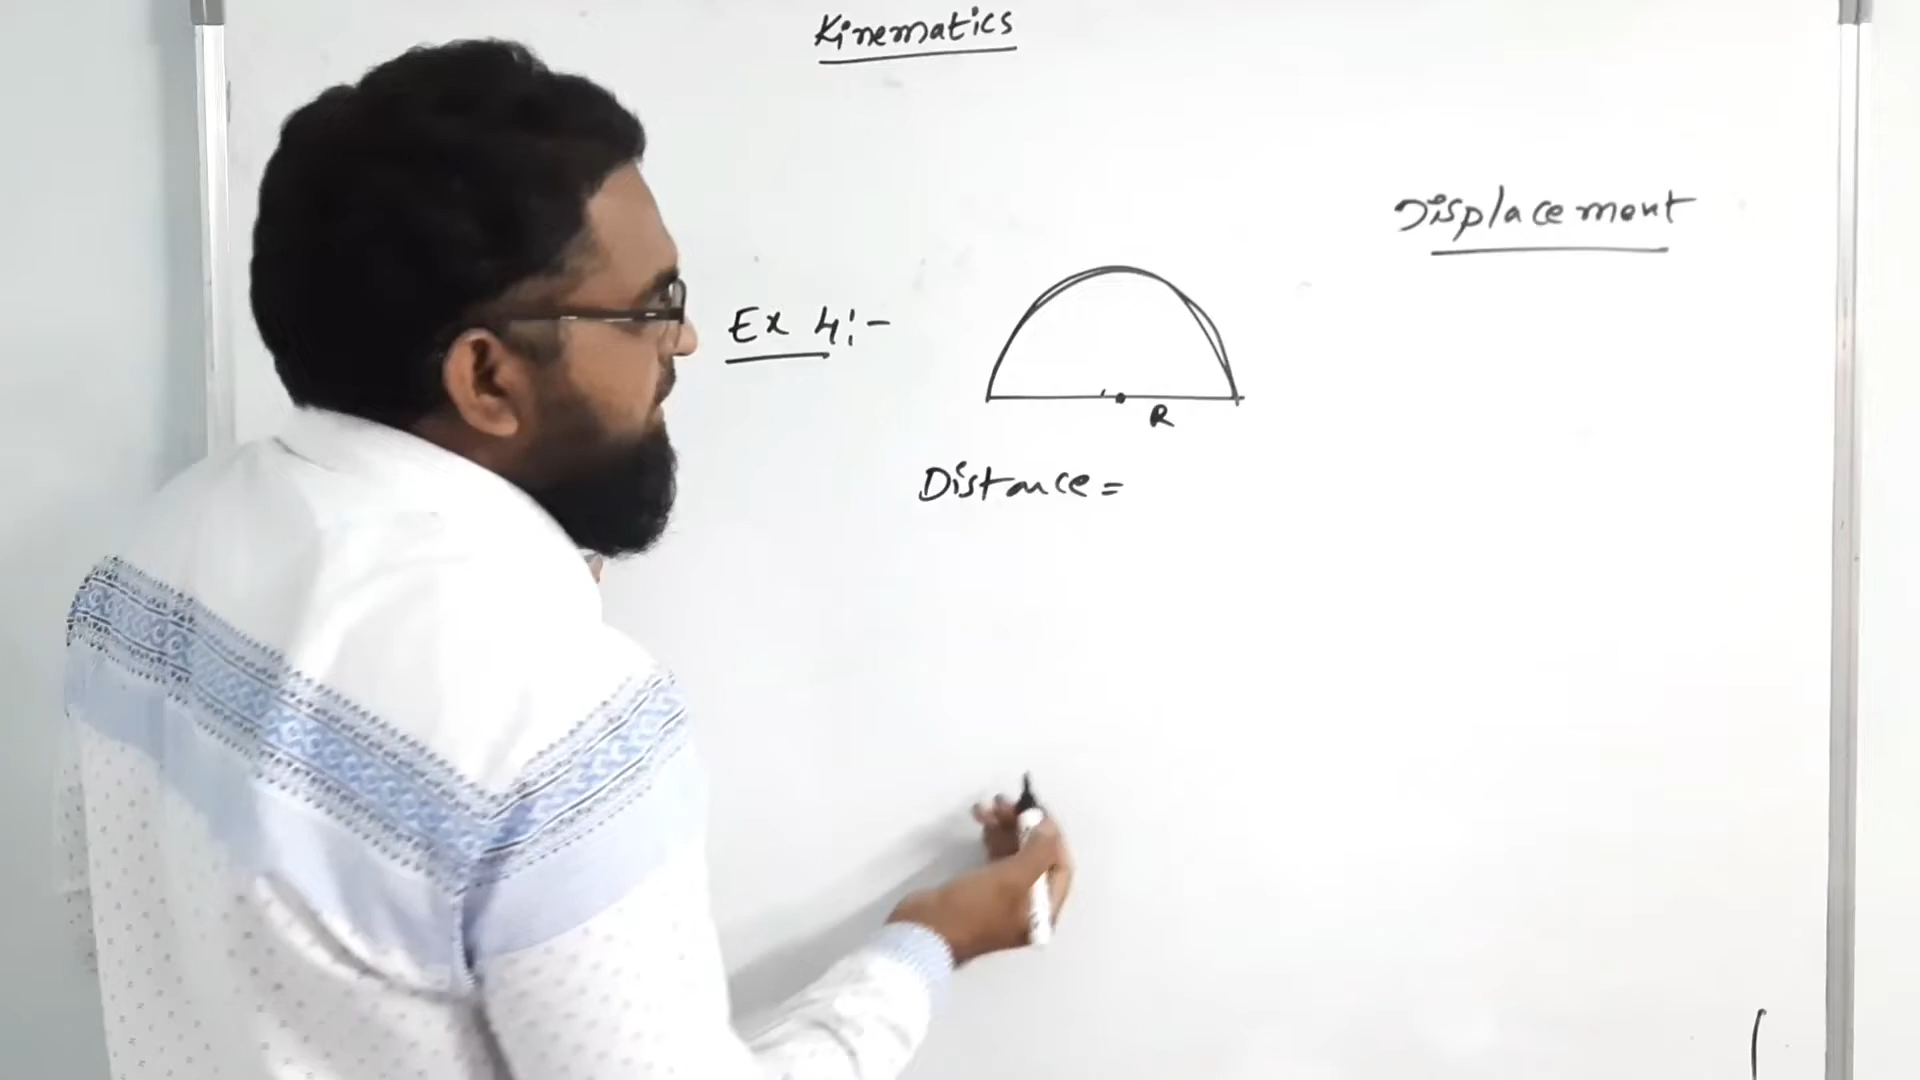 Kinematics
Displacement
Ex 4:-
R
Distance =